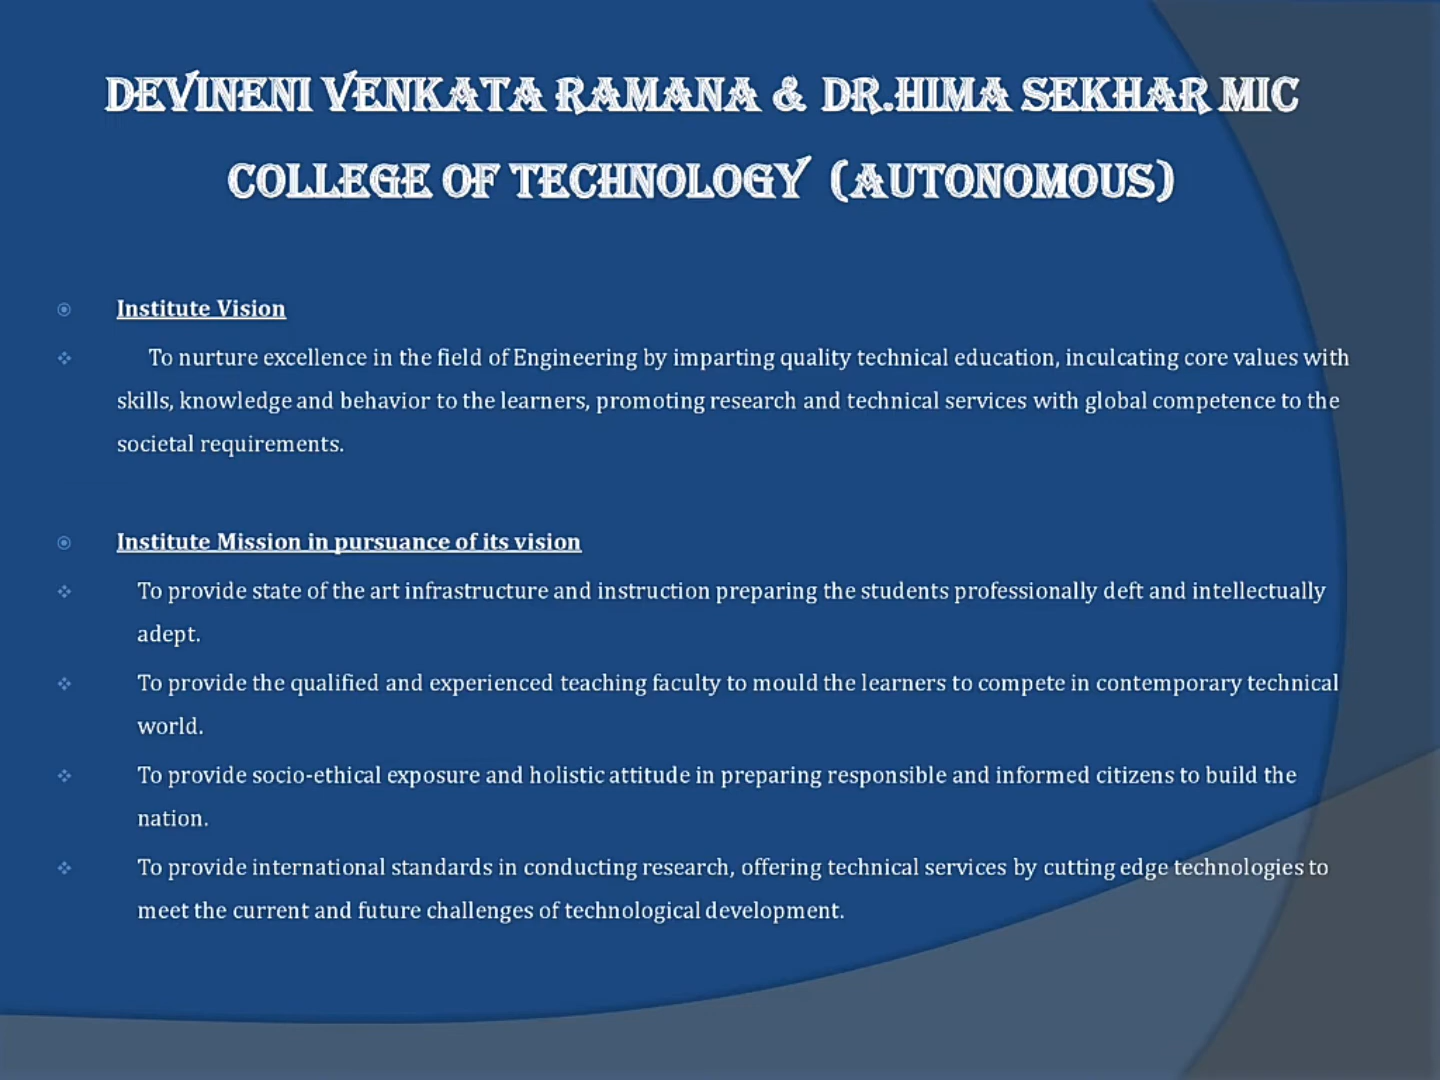 DEVINENI VENKATA RAMANA & DR.HIMA SEKHAR MIC
COLLEGE OF TECHNOLOGY (AUTONOMOUS)
Institute Vision
To nurture excellence in the field of Engineering by imparting quality technical education, inculcating core values with
skills, knowledge and behavior to the learners, promoting research and technical services with global competence to the
societal requirements.
Institute Mission in pursuance of its vision
To provide state of the art infrastructure and instruction preparing the students professionally deft and intellectually
adept.
To provide the qualified and experienced teaching faculty to mould the learners to compete in contemporary technical
world.
To provide socio-ethical exposure and holistic attitude in preparing responsible and informed citizens to build the
nation.
To provide international standards in conducting research, offering technical services by cutting edge technologies to
meet the current and future challenges of technological development.